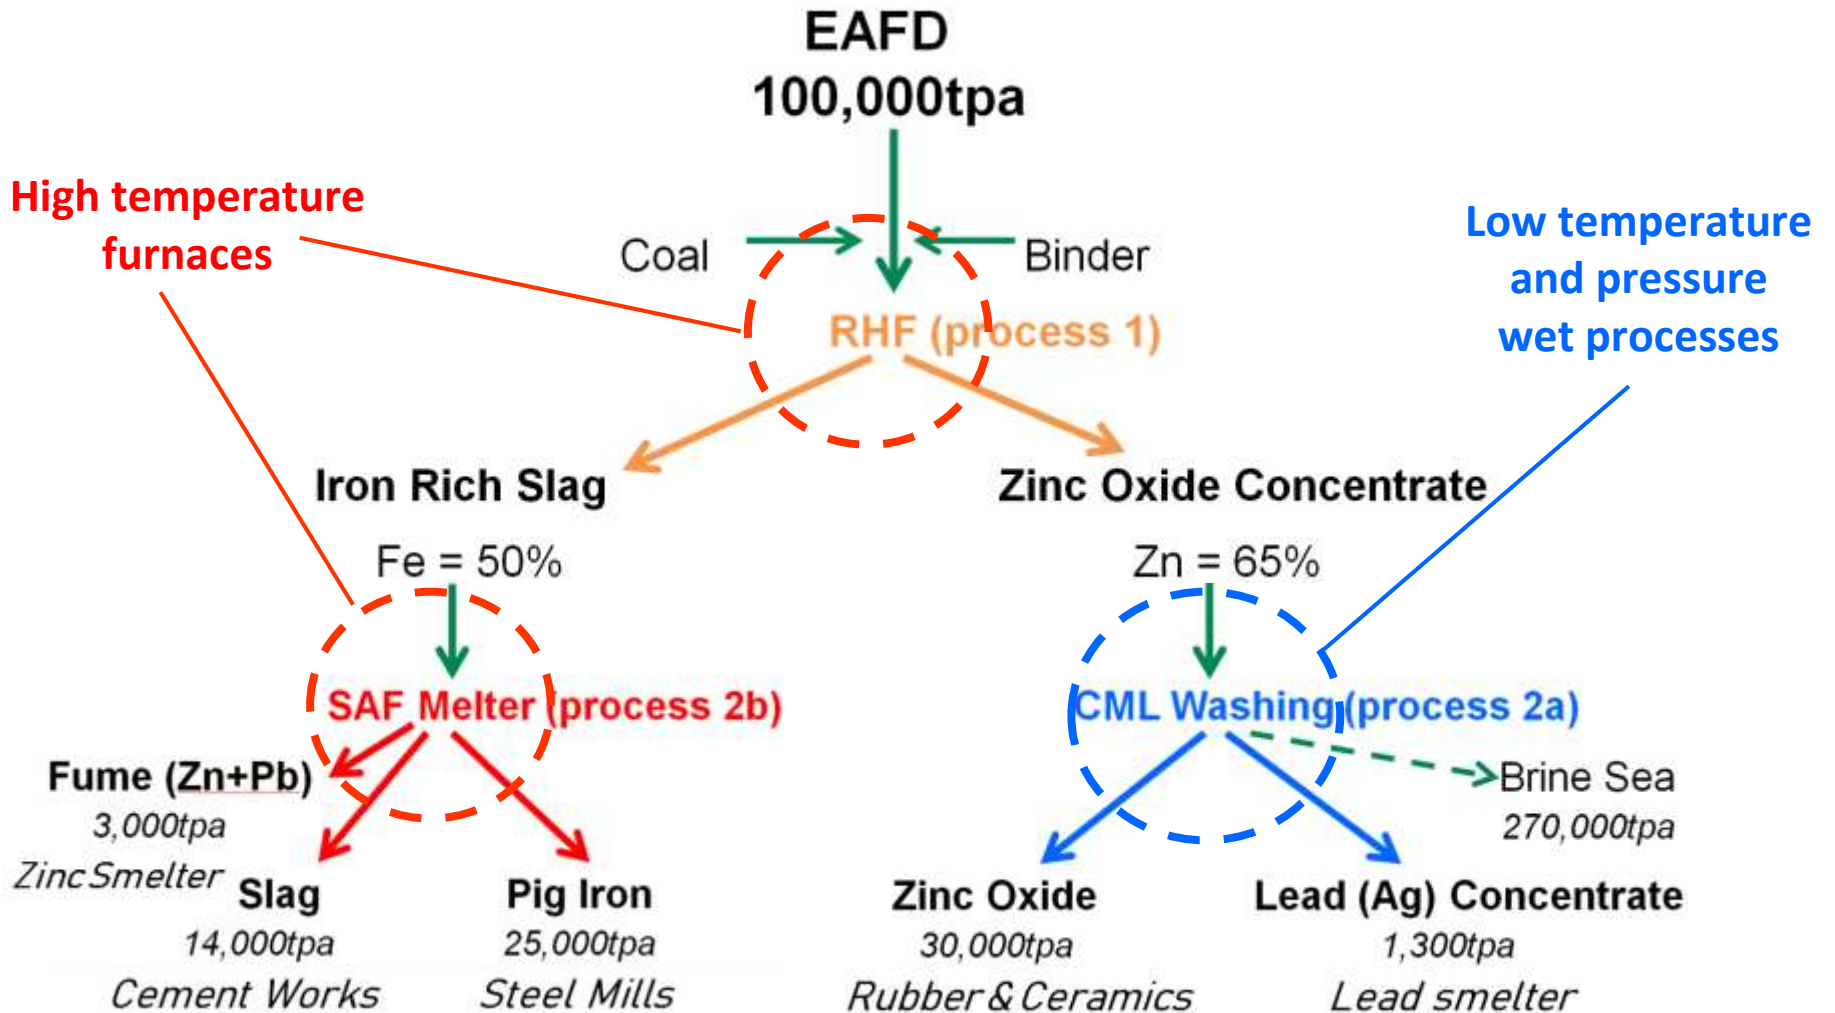 EAFD
100,000tpa
High temperature
furnaces
Coal
Binder
Low temperature
and pressure
wet processes
RHF (process 1)
Iron Rich Slag
Zinc Oxide Concentrate
Fe = 50%
Zn = 65%
SAF Melter (process 2b)
CML Washing (process 2a)
Fume (Zn+Pb)
3,000tpa
Zinc Smelter
Brine Sea
270,000tpa
Slag
14,000tpa
Cement Works
Pig Iron
25,000tpa
Steel Mills
Zinc Oxide
30,000tpa
Rubber & Ceramics
Lead (Ag) Concentrate
1,300tpa
Lead smelter